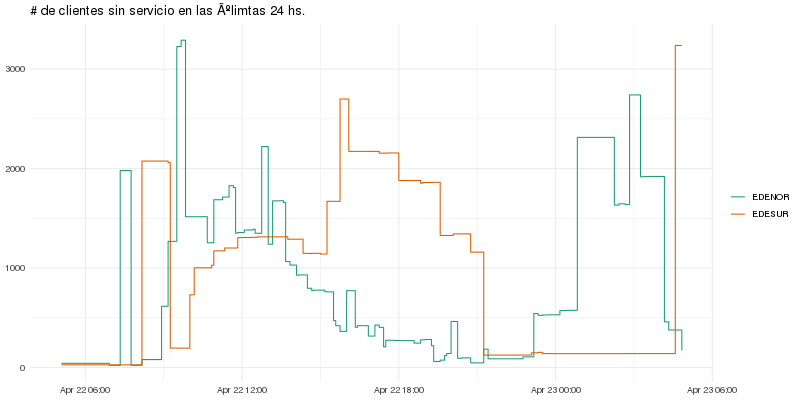 # de clientes sin servicio en las Ãºlimtas 24 hs.
3000
2000
1000
0
Apr 22 06:00
Apr 22 12:00
Apr 22 18:00
Apr 23 00:00
Apr 23 06:00
EDENOR
EDESUR